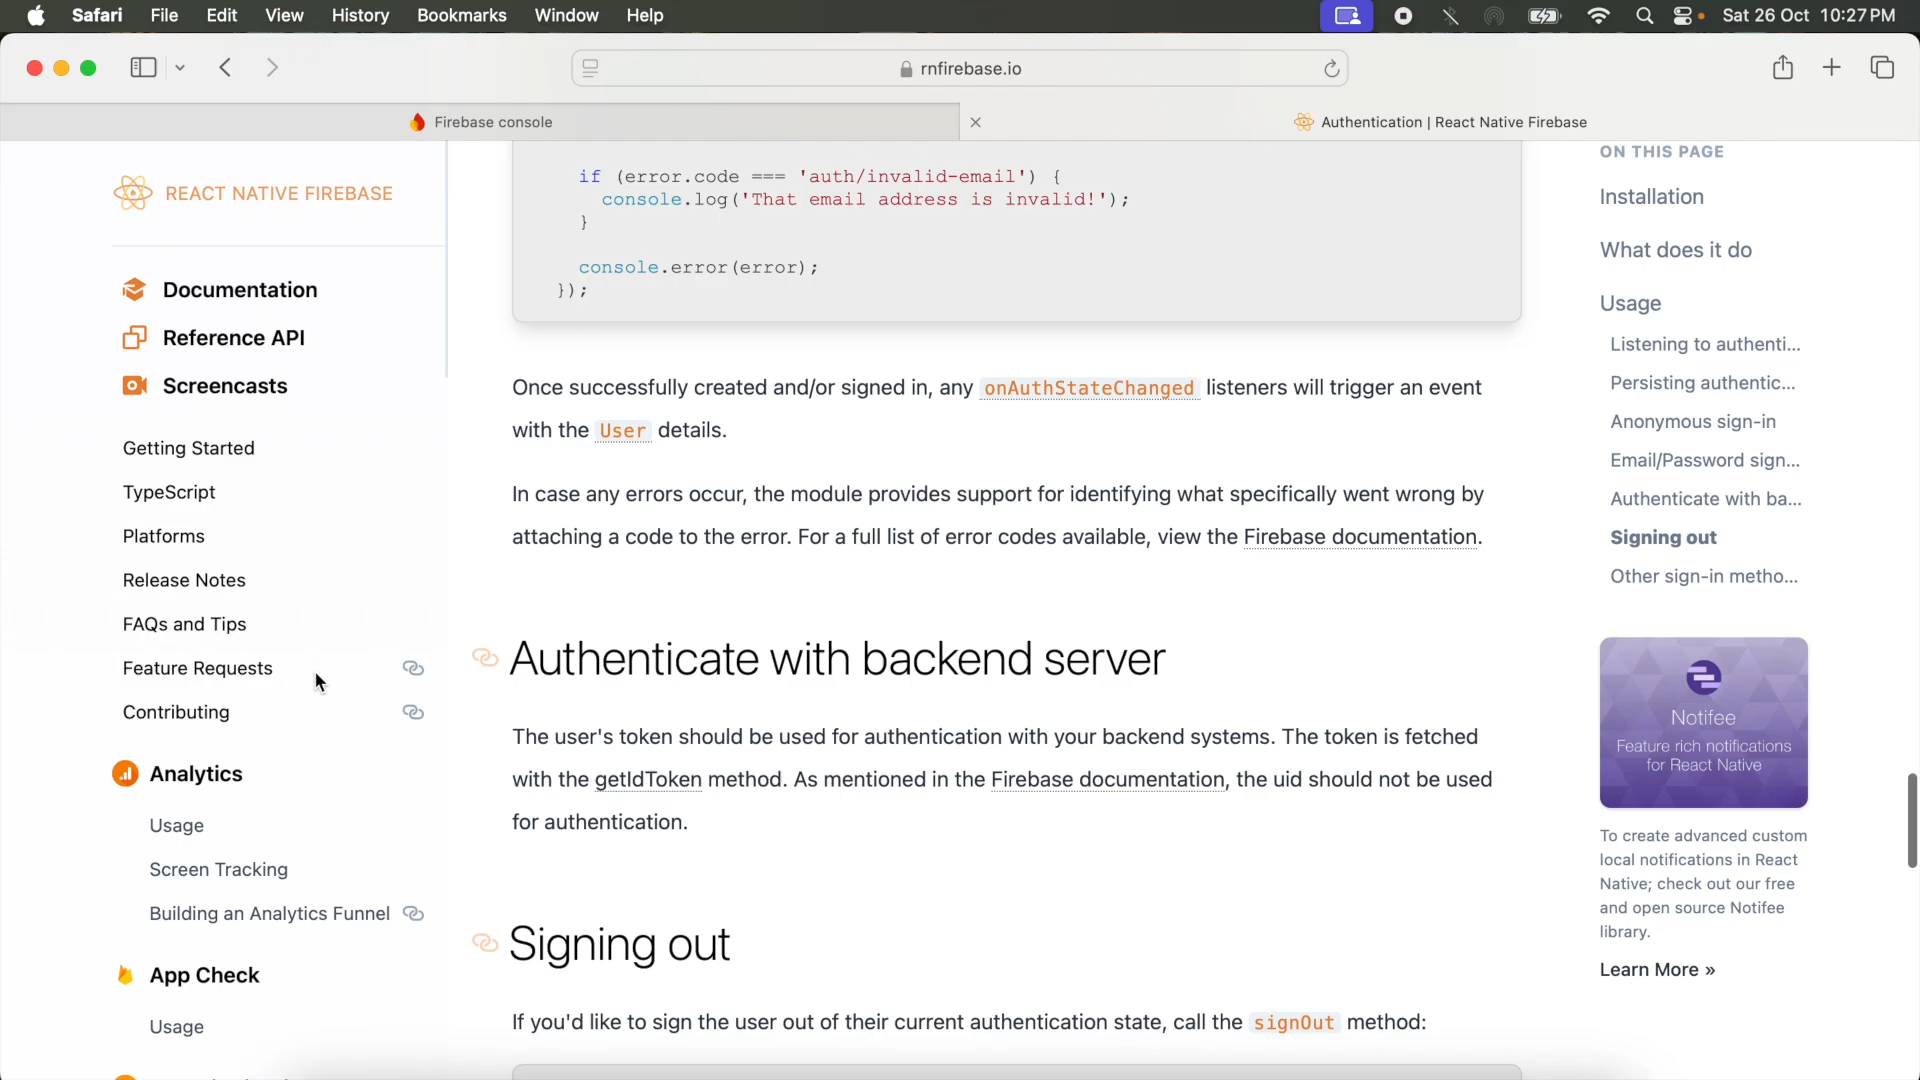 Safari File Edit View History Bookmarks Window Help Sat 26 Oct 10:27 PM
rnfirebase.io
Firebase console
Authentication | React Native Firebase
REACT NATIVE FIREBASE
Documentation
Reference API
Screencasts
Getting Started
TypeScript
Platforms
Release Notes
FAQs and Tips
Feature Requests
Contributing
Analytics
Usage
Screen Tracking
Building an Analytics Funnel
App Check
Usage
if (error.code === 'auth/invalid-email') {
console.log('That email address is invalid!');
}
console.error(error);
});
Once successfully created and/or signed in, any onAuthStateChanged listeners will trigger an event
with the User details.
In case any errors occur, the module provides support for identifying what specifically went wrong by
attaching a code to the error. For a full list of error codes available, view the Firebase documentation.
Authenticate with backend server
The user's token should be used for authentication with your backend systems. The token is fetched
with the getIdToken method. As mentioned in the Firebase documentation, the uid should not be used
for authentication.
Signing out
If you'd like to sign the user out of their current authentication state, call the signOut method:
ON THIS PAGE
Installation
What does it do
Usage
Listening to authenti...
Persisting authentic...
Anonymous sign-in
Email/Password sign...
Authenticate with ba...
Signing out
Other sign-in metho...
Notifee
Feature rich notifications
for React Native
To create advanced custom
local notifications in React
Native; check out our free
and open source Notifee
library.
Learn More »